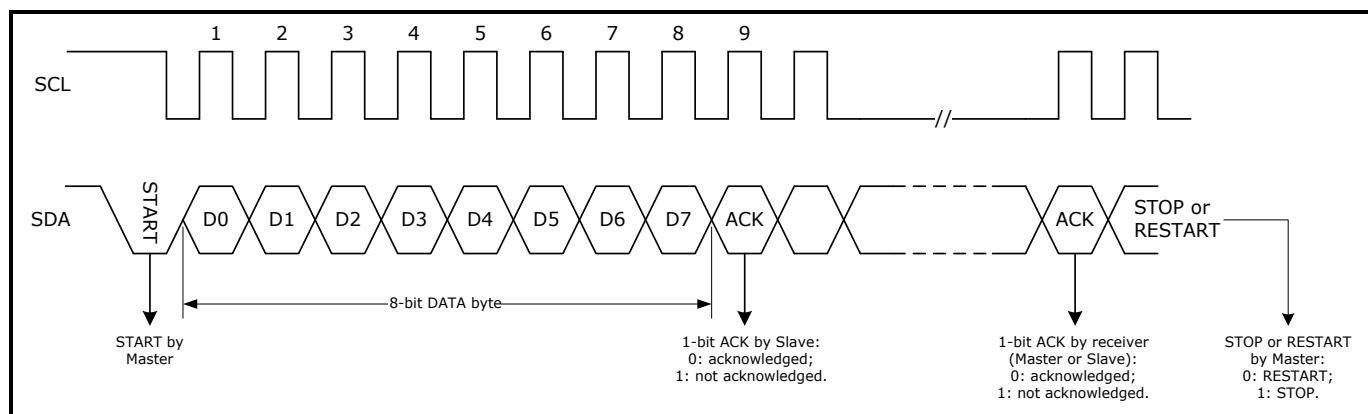 1 2 3 4 5 6 7 8 9
SCL
//
SDA
START
D0 D1 D2 D3 D4 D5 D6 D7 ACK
ACK
STOP or
RESTART
8-bit DATA byte
START by
Master
1-bit ACK by Slave:
0: acknowledged;
1: not acknowledged.
1-bit ACK by receiver
(Master or Slave):
0: acknowledged;
1: not acknowledged.
STOP or RESTART
by Master:
0: RESTART;
1: STOP.